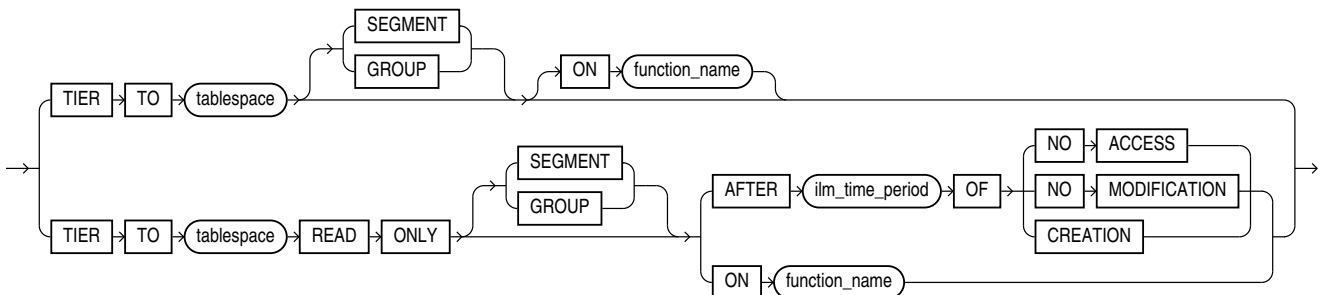 SEGMENT
GROUP
ON function_name
TIER TO tablespace
NO ACCESS
SEGMENT
GROUP
AFTER ilm_time_period OF NO MODIFICATION
TIER TO tablespace READ ONLY
CREATION
ON function_name